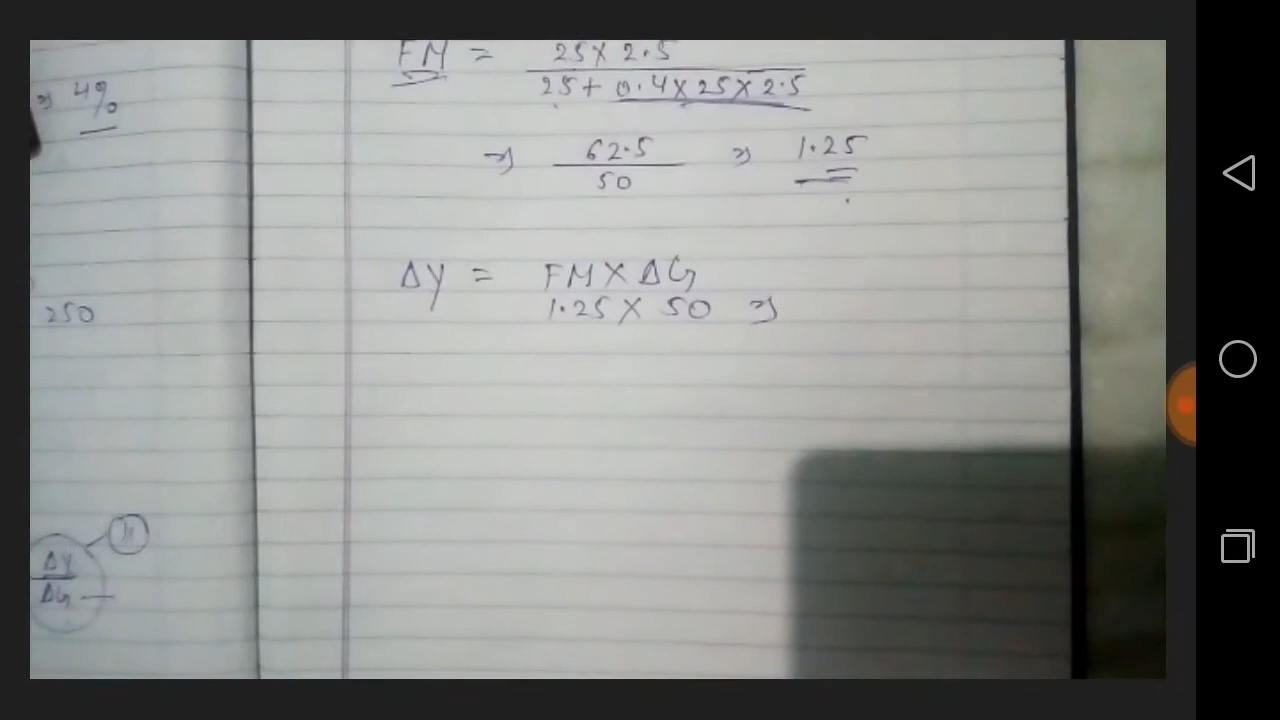 FM = 25 X 2.5
25 + 0.4 X 25 X 2.5
⇒ 4%
⇒ 62.5 ⇒ 1.25
50
ΔY = FM X ΔG
1.25 X 50 ⇒
250
II
ΔY
ΔG